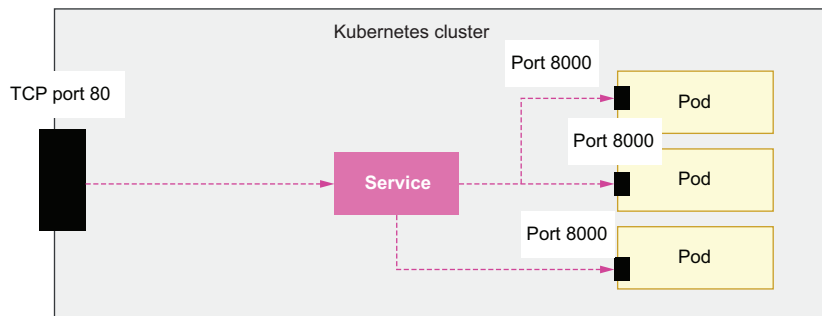 Kubernetes cluster
Port 8000
TCP port 80
Pod
Port 8000
Service
Pod
Port 8000
Pod